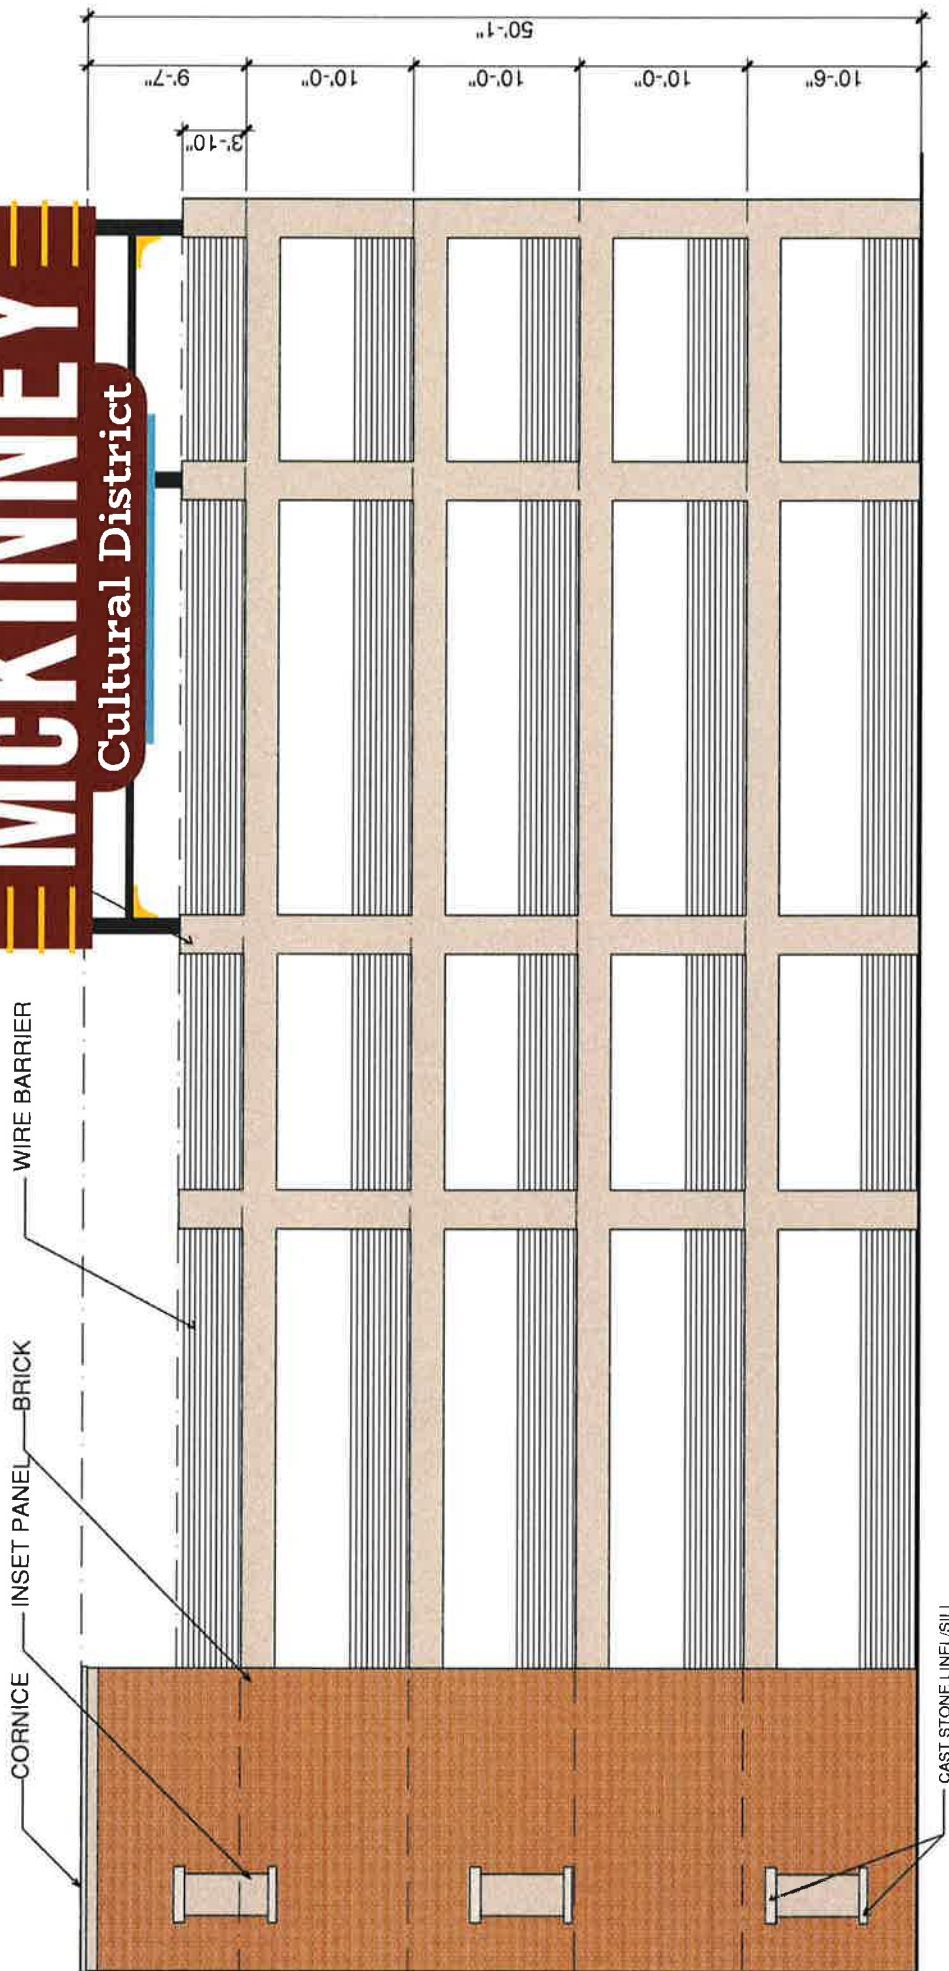 CORNICE
INSET PANEL
BRICK
WIRE BARRIER
MCKINNEY
Cultural District
50'-1"
9'-7"
10'-0"
10'-0"
10'-0"
10'-6"
3'-10"
CAST STONE LINEL/SILL